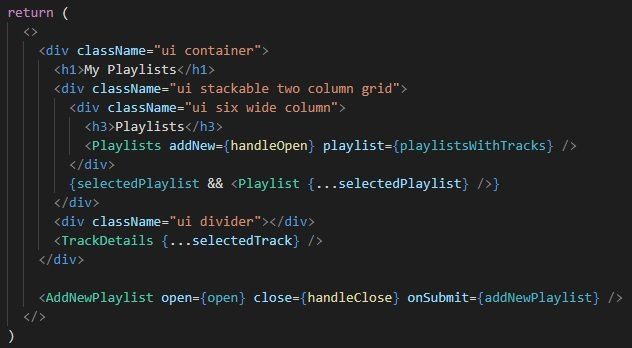 return (
<>
<div className="ui container">
<h1>My Playlists</h1>
<div className="ui stackable two column grid">
<div className="ui six wide column">
<h3>Playlists</h3>
<Playlists addNew={handleOpen} playlist={playlistsWithTracks} />
</div>
{selectedPlaylist && <Playlist {...selectedPlaylist} />}
</div>
<div className="ui divider"></div>
<TrackDetails {...selectedTrack} />
</div>
<AddNewPlaylist open={open} close={handleClose} onSubmit={addNewPlaylist} />
</>
)